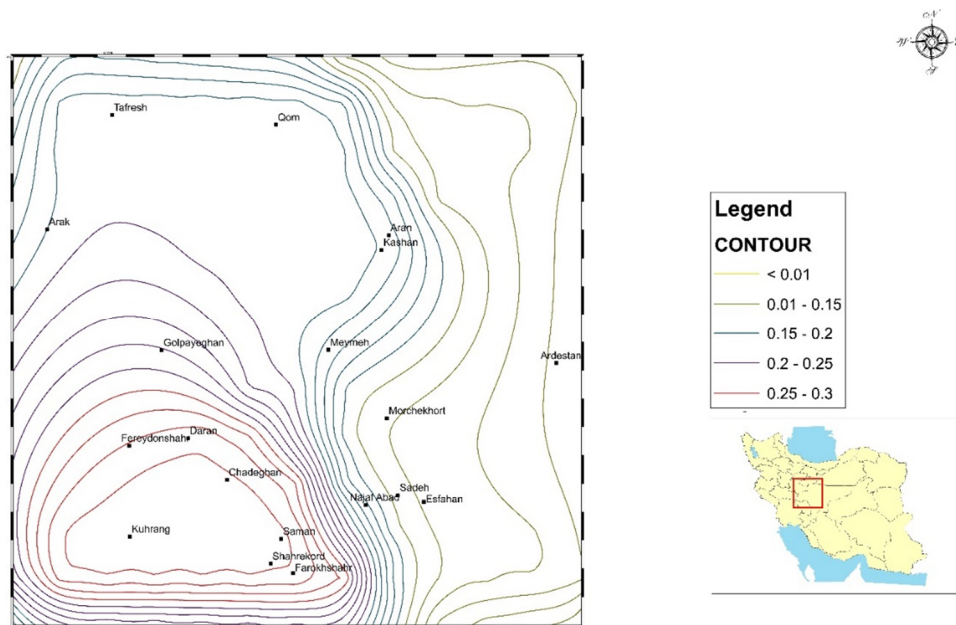 N
W
S
Tafresh
Qom
Arak
Aran
Kashan
Golpayeghan
Meymeh
Ardestan
Morchekhort
Fereydonshahr
Daran
Chadeghan
Sadeh
Najaf Abad
Esfahan
Kuhrang
Saman
Shahrekord
Farokhshahr
Legend
CONTOUR
< 0.01
0.01 - 0.15
0.15 - 0.2
0.2 - 0.25
0.25 - 0.3